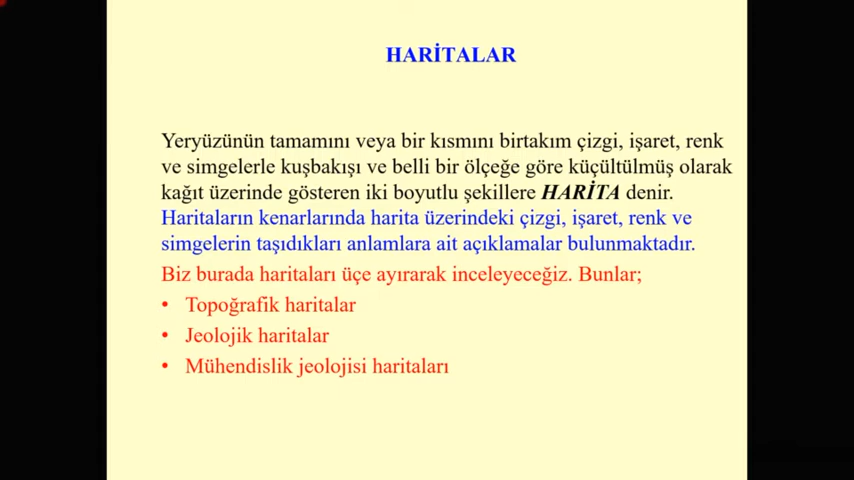 HARİTALAR
Yeryüzünün tamamını veya bir kısmını birtakım çizgi, işaret, renk
ve simgelerle kuşbakışı ve belli bir ölçeğe göre küçültülmüş olarak
kağıt üzerinde gösteren iki boyutlu şekillere HARİTA denir.
Haritaların kenarlarında harita üzerindeki çizgi, işaret, renk ve
simgelerin taşıdıkları anlamlara ait açıklamalar bulunmaktadır.
Biz burada haritaları üçe ayırarak inceleyeceğiz. Bunlar;
• Topoğrafik haritalar
• Jeolojik haritalar
• Mühendislik jeolojisi haritaları